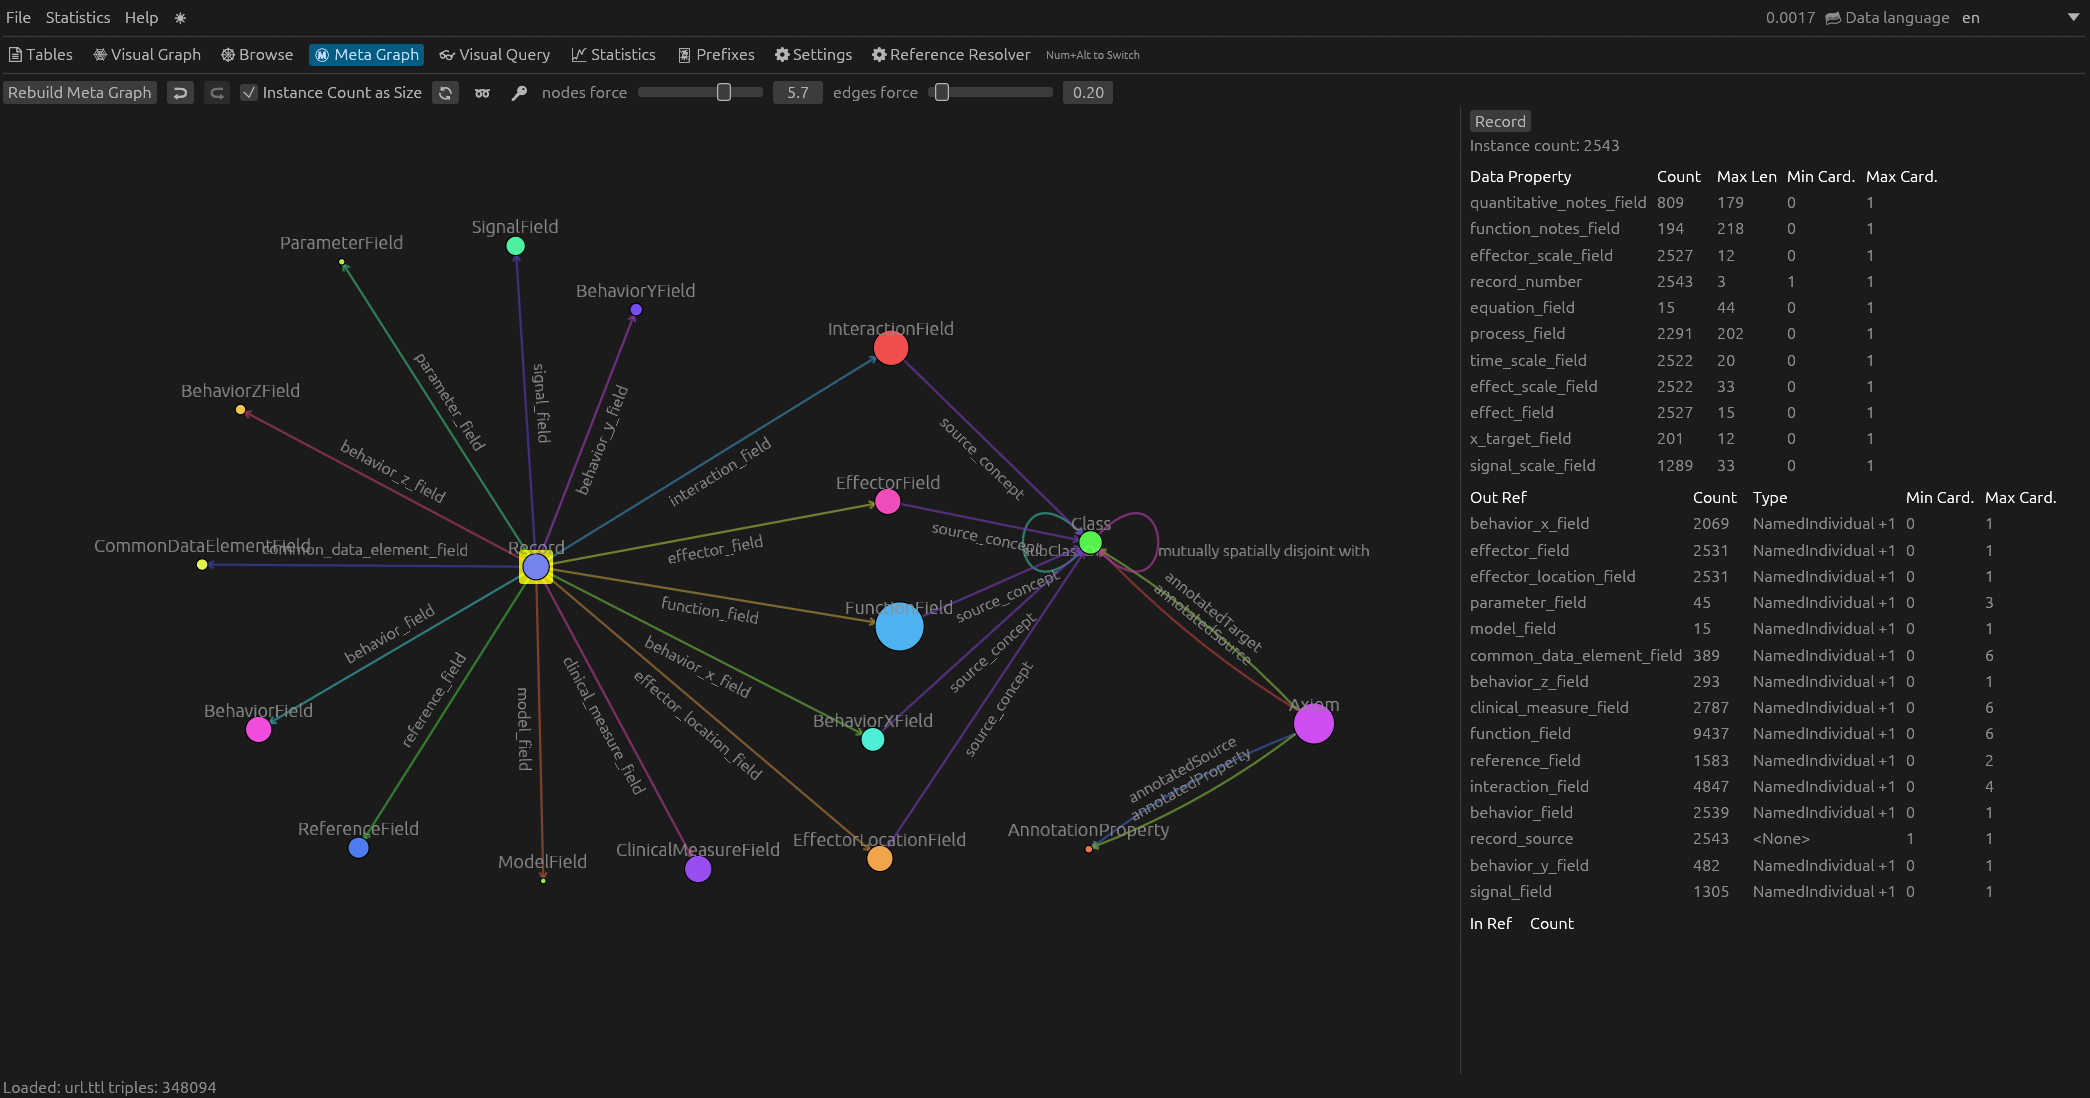 File Statistics Help 0.0017 Data language en
Tables Visual Graph Browse Meta Graph Visual Query Statistics Prefixes Settings Reference Resolver Num+Alt to Switch
Rebuild Meta Graph Instance Count as Size nodes force 5.7 edges force 0.20
SignalField
ParameterField
BehaviorYField
InteractionField
BehaviorZField
parameter_field
signal_field
behavior_y_field
behavior_z_field
interaction_field
source_concept
EffectorField
Class
CommonDataElementField
common_data_element_field
Record
effector_field
source_concept
subClass
mutually spatially disjoint with
FunctionField
function_field
source_concept
annotatedTarget
annotatedSource
behavior_field
behavior_x_field
source_concept
reference_field
model_field
clinical_measure_field
effector_location_field
source_concept
BehaviorField
BehaviorXField
Axiom
annotatedSource
annotatedProperty
ReferenceField
ModelField
ClinicalMeasureField
EffectorLocationField
AnnotationProperty
Record
Instance count: 2543
Data Property Count Max Len Min Card. Max Card.
quantitative_notes_field 809 179 0 1
function_notes_field 194 218 0 1
effector_scale_field 2527 12 0 1
record_number 2543 3 1 1
equation_field 15 44 0 1
process_field 2291 202 0 1
time_scale_field 2522 20 0 1
effect_scale_field 2522 33 0 1
effect_field 2527 15 0 1
x_target_field 201 12 0 1
signal_scale_field 1289 33 0 1
Out Ref Count Type Min Card. Max Card.
behavior_x_field 2069 NamedIndividual +1 0 1
effector_field 2531 NamedIndividual +1 0 1
effector_location_field 2531 NamedIndividual +1 0 1
parameter_field 45 NamedIndividual +1 0 3
model_field 15 NamedIndividual +1 0 1
common_data_element_field 389 NamedIndividual +1 0 6
behavior_z_field 293 NamedIndividual +1 0 1
clinical_measure_field 2787 NamedIndividual +1 0 6
function_field 9437 NamedIndividual +1 0 6
reference_field 1583 NamedIndividual +1 0 2
interaction_field 4847 NamedIndividual +1 0 4
behavior_field 2539 NamedIndividual +1 0 1
record_source 2543 <None> 1 1
behavior_y_field 482 NamedIndividual +1 0 1
signal_field 1305 NamedIndividual +1 0 1
In Ref Count
Loaded: url.ttl triples: 348094